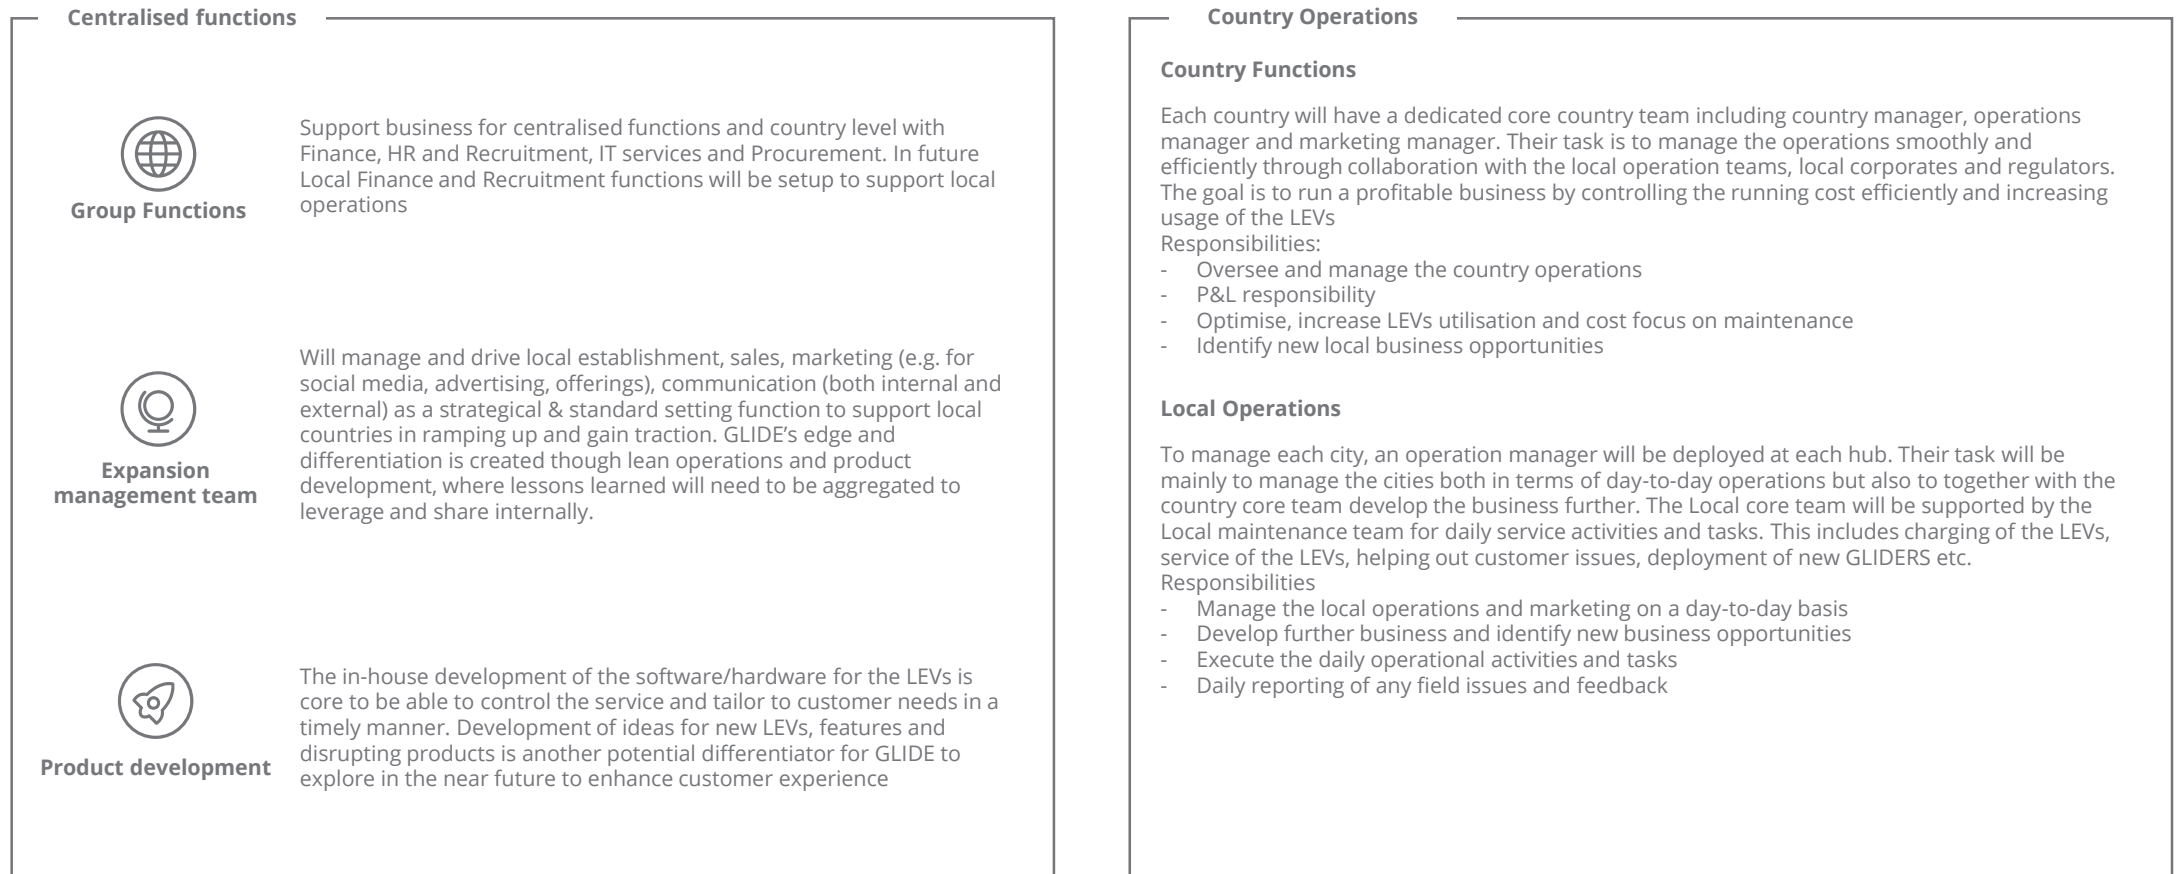 Centralised functions
Group Functions
Support business for centralised functions and country level with
Finance, HR and Recruitment, IT services and Procurement. In future
Local Finance and Recruitment functions will be setup to support local
operations
Expansion
management team
Will manage and drive local establishment, sales, marketing (e.g. for
social media, advertising, offerings), communication (both internal and
external) as a strategical & standard setting function to support local
countries in ramping up and gain traction. GLIDE’s edge and
differentiation is created though lean operations and product
development, where lessons learned will need to be aggregated to
leverage and share internally.
Product development
The in-house development of the software/hardware for the LEVs is
core to be able to control the service and tailor to customer needs in a
timely manner. Development of ideas for new LEVs, features and
disrupting products is another potential differentiator for GLIDE to
explore in the near future to enhance customer experience
Country Operations
Country Functions
Each country will have a dedicated core country team including country manager, operations
manager and marketing manager. Their task is to manage the operations smoothly and
efficiently through collaboration with the local operation teams, local corporates and regulators.
The goal is to run a profitable business by controlling the running cost efficiently and increasing
usage of the LEVs
Responsibilities:
- Oversee and manage the country operations
- P&L responsibility
- Optimise, increase LEVs utilisation and cost focus on maintenance
- Identify new local business opportunities
Local Operations
To manage each city, an operation manager will be deployed at each hub. Their task will be
mainly to manage the cities both in terms of day-to-day operations but also to together with the
country core team develop the business further. The Local core team will be supported by the
Local maintenance team for daily service activities and tasks. This includes charging of the LEVs,
service of the LEVs, helping out customer issues, deployment of new GLIDERS etc.
Responsibilities
- Manage the local operations and marketing on a day-to-day basis
- Develop further business and identify new business opportunities
- Execute the daily operational activities and tasks
- Daily reporting of any field issues and feedback